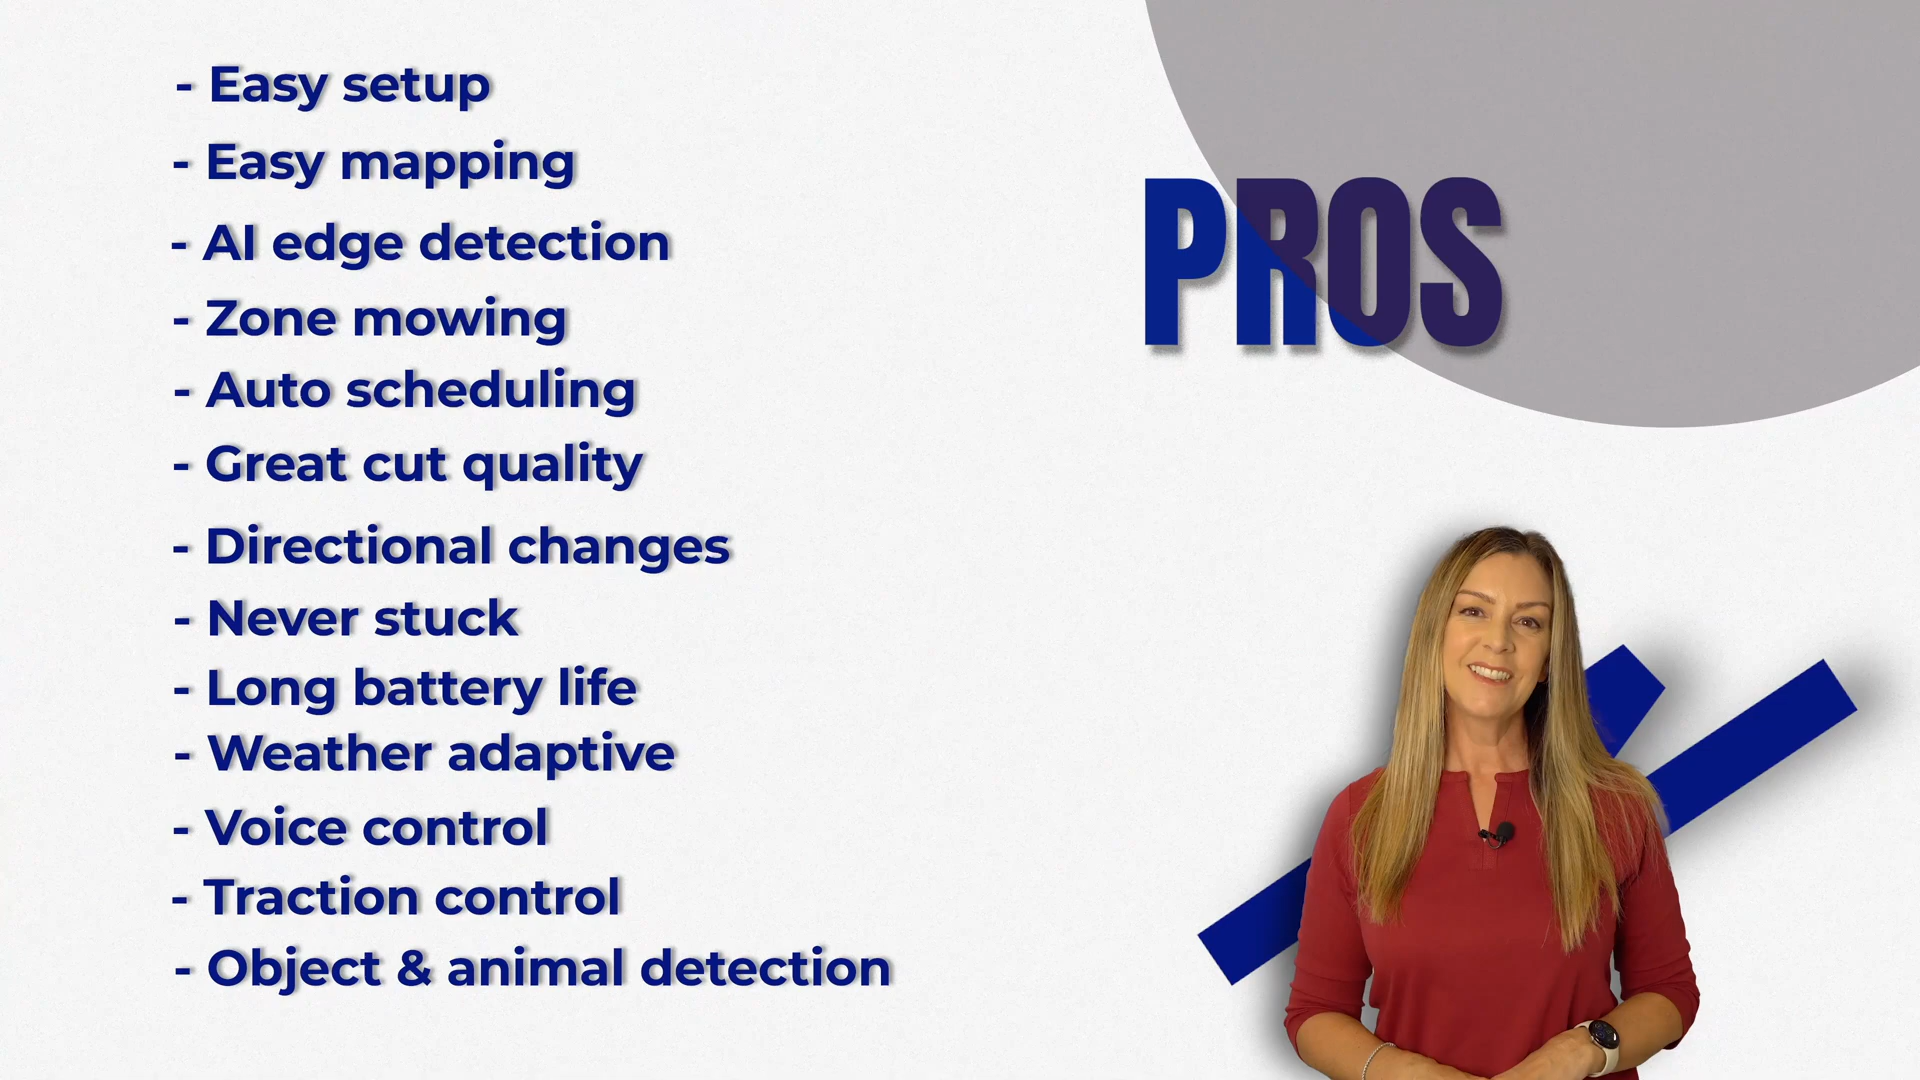 - Easy setup
- Easy mapping
- AI edge detection
- Zone mowing
- Auto scheduling
- Great cut quality
- Directional changes
- Never stuck
- Long battery life
- Weather adaptive
- Voice control
- Traction control
- Object & animal detection
PROS